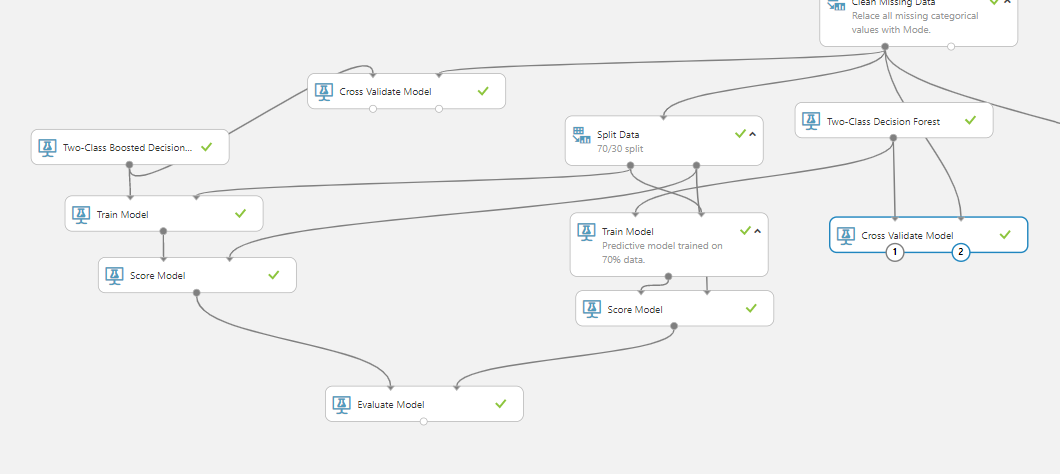 Clean Missing Data
Relace all missing categorical
values with Mode.
Cross Validate Model
Two-Class Decision Forest
Split Data
70/30 split
Two-Class Boosted Decision...
Train Model
Train Model
Predictive model trained on
70% data.
Cross Validate Model
1
2
Score Model
Score Model
Evaluate Model